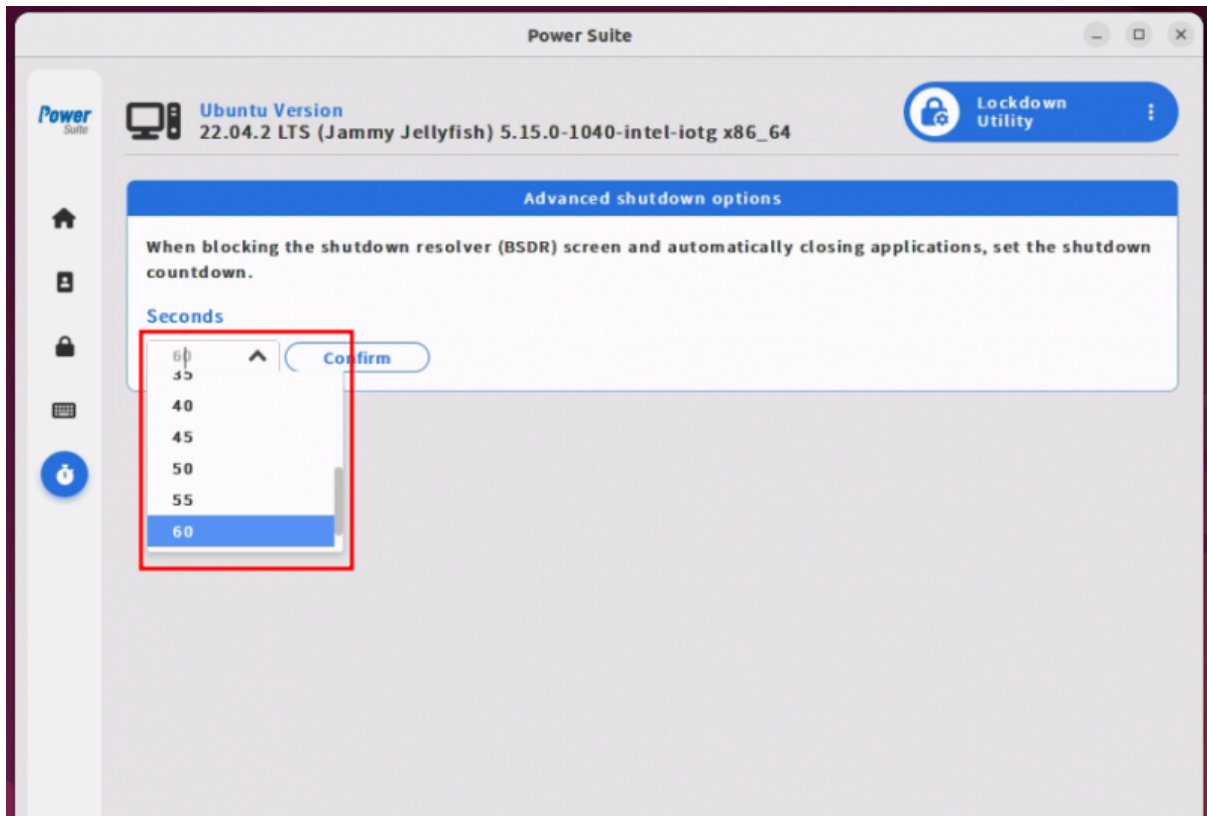 Power Suite
Power
Suite
Ubuntu Version
22.04.2 LTS (Jammy Jellyfish) 5.15.0-1040-intel-iotg x86_64
Lockdown
Utility
Advanced shutdown options
When blocking the shutdown resolver (BSDR) screen and automatically closing applications, set the shutdown
countdown.
Seconds
60
Confirm
35
40
45
50
55
60